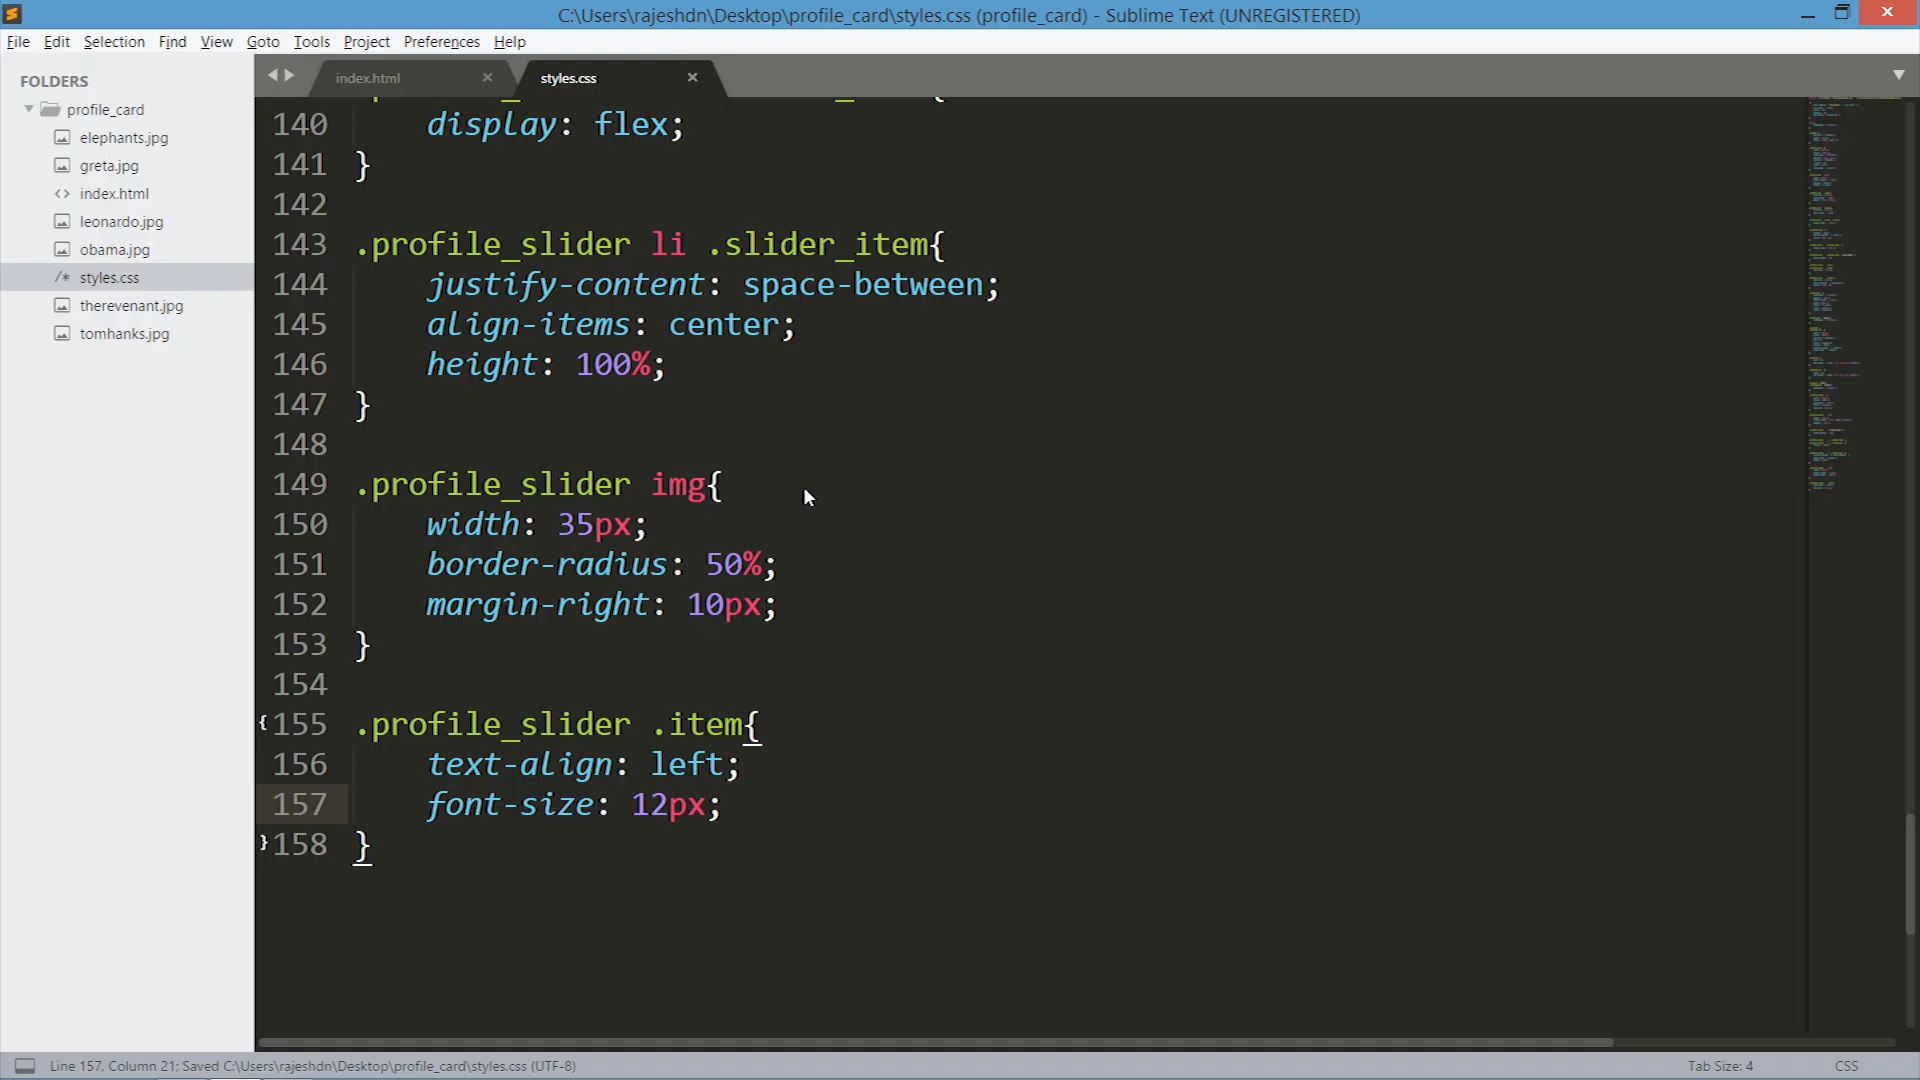 C:\Users\rajeshdn\Desktop\profile_card\styles.css (profile_card) - Sublime Text (UNREGISTERED)
File Edit Selection Find View Goto Tools Project Preferences Help
FOLDERS
profile_card
elephants.jpg
greta.jpg
index.html
leonardo.jpg
obama.jpg
/* styles.css
therevenant.jpg
tomhanks.jpg
index.html styles.css
140 display: flex;
141 }
142
143 .profile_slider li .slider_item{
144 justify-content: space-between;
145 align-items: center;
146 height: 100%;
147 }
148
149 .profile_slider img{
150 width: 35px;
151 border-radius: 50%;
152 margin-right: 10px;
153 }
154
155 .profile_slider .item{
156 text-align: left;
157 font-size: 12px;
158 }
Line 157, Column 21; Saved C:\Users\rajeshdn\Desktop\profile_card\styles.css (UTF-8) Tab Size: 4 CSS